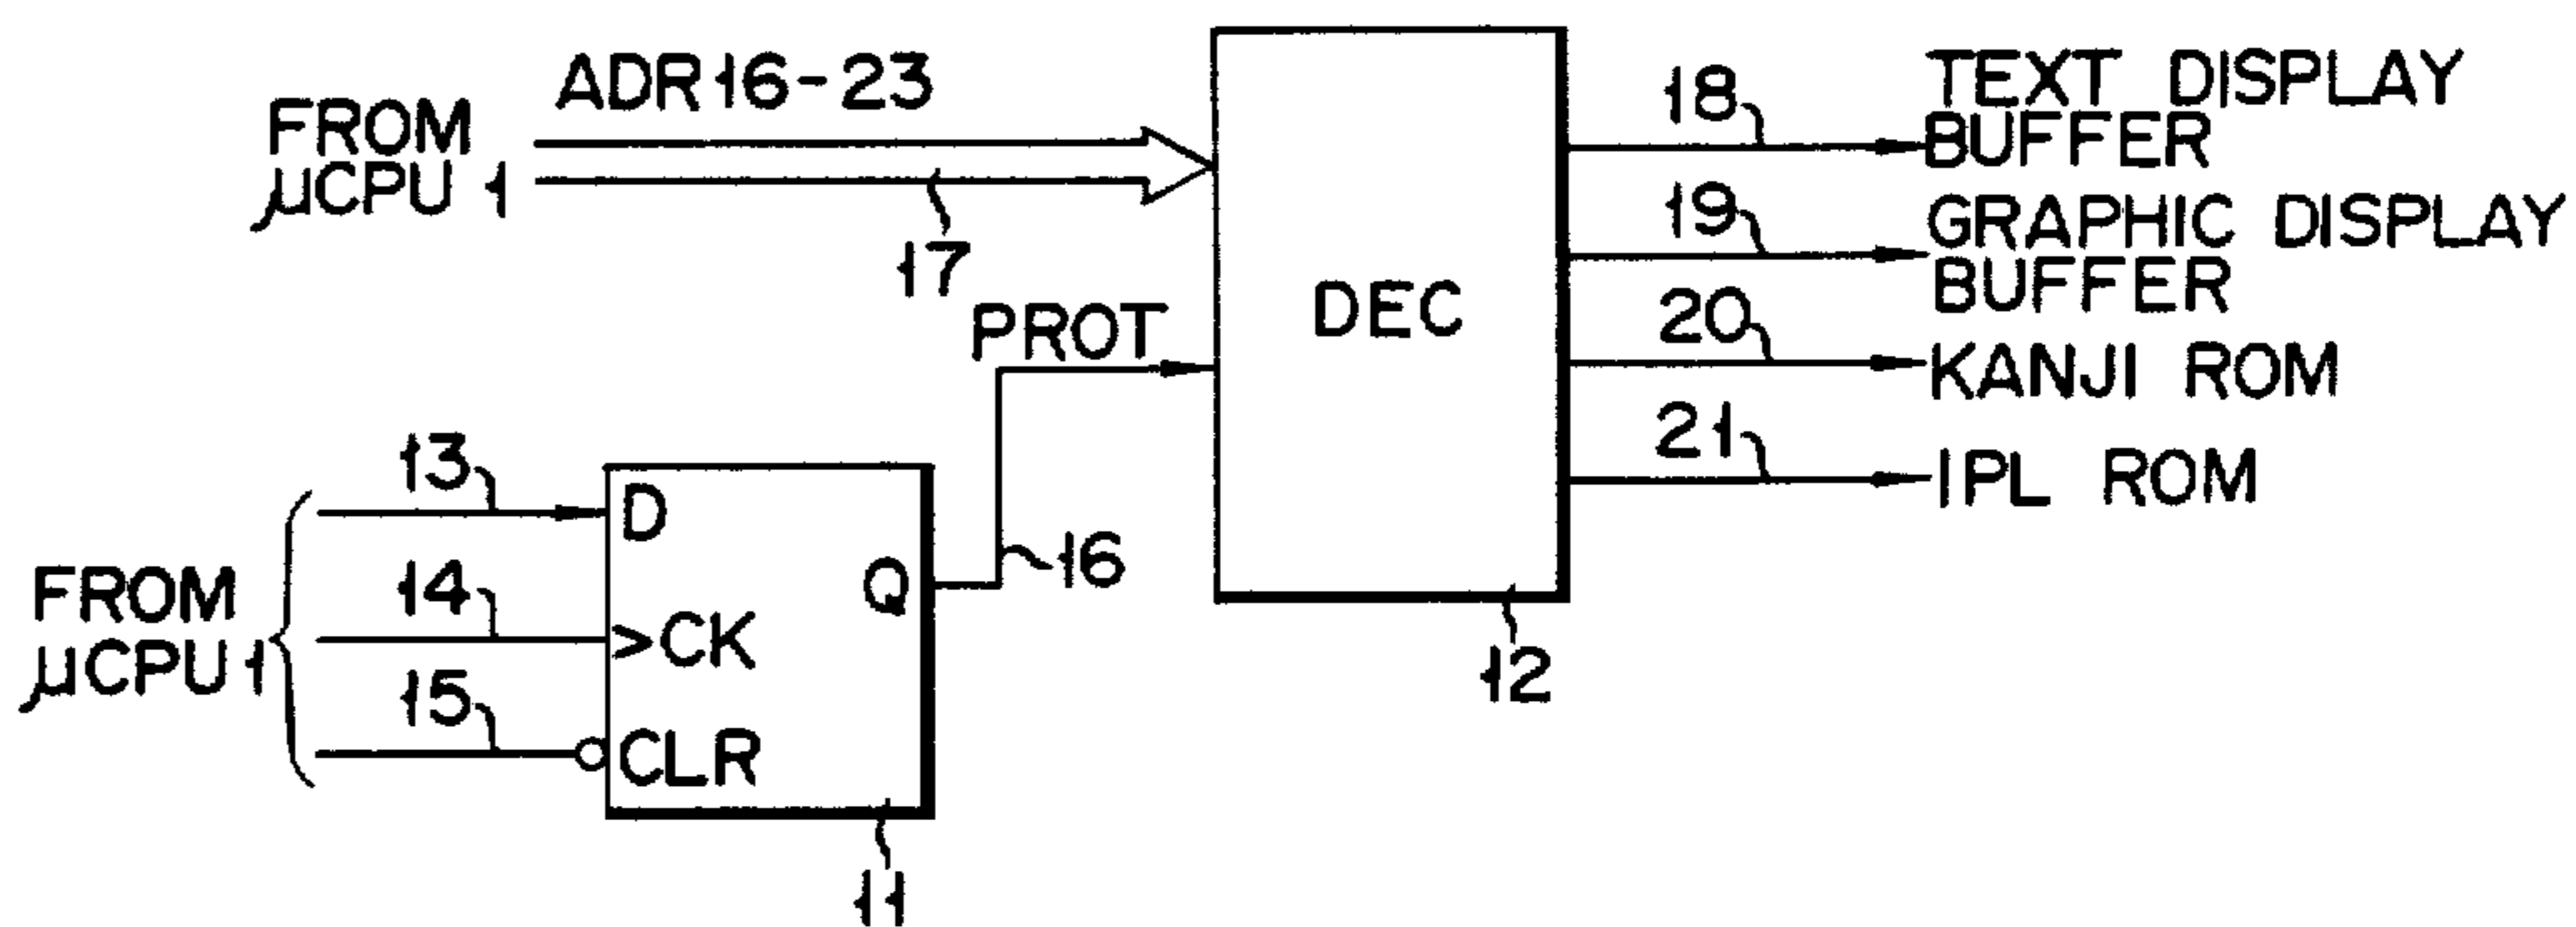 ADR16-23
FROM
μCPU 1
17
PROT
DEC
18
TEXT DISPLAY
BUFFER
19
GRAPHIC DISPLAY
BUFFER
20
KANJI ROM
21
IPL ROM
12
FROM
μCPU 1
13
D
14
>CK
15
CLR
Q
16
11